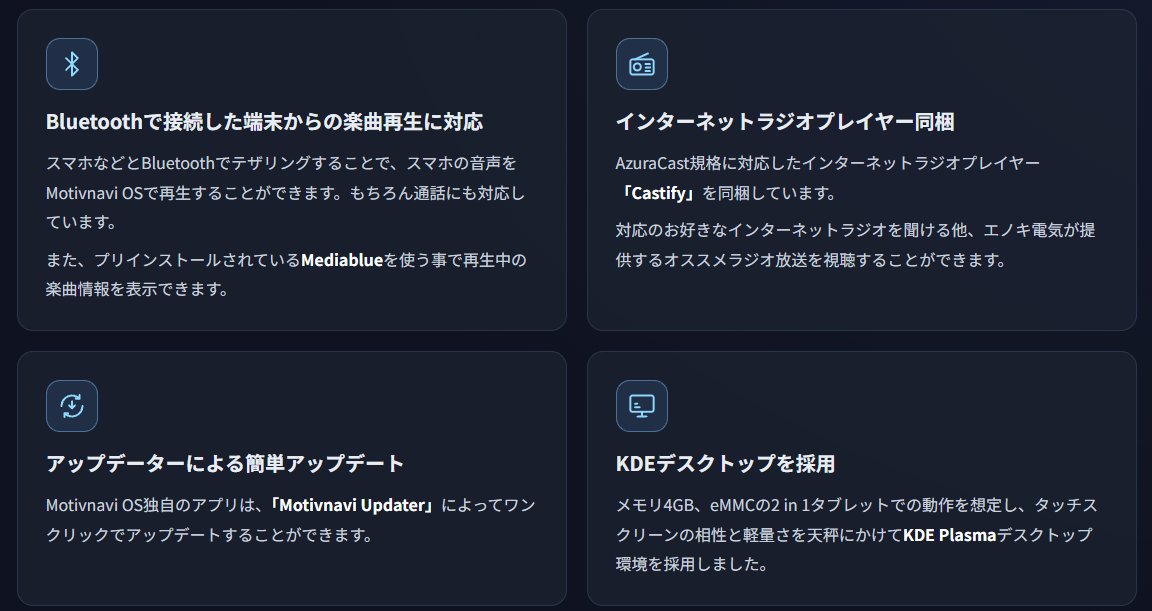 Bluetoothで接続した端末からの楽曲再生に対応
スマホなどとBluetoothでテザリングすることで、スマホの音声を
Motivnavi OSで再生することができます。もちろん通話にも対応し
ています。
また、プリインストールされているMediablueを使う事で再生中の
楽曲情報を表示できます。
インターネットラジオプレイヤー同梱
AzuraCast規格に対応したインターネットラジオプレイヤー
「Castify」を同梱しています。
対応のお好きなインターネットラジオを聞ける他、エノキ電気が提
供するオススメラジオ放送を視聴することができます。
アップデーターによる簡単アップデート
Motivnavi OS独自のアプリは、「Motivnavi Updater」によってワン
クリックでアップデートすることができます。
KDEデスクトップを採用
メモリ4GB、eMMCの2 in 1タブレットでの動作を想定し、タッチス
クリーンの相性と軽量さを天秤にかけてKDE Plasmaデスクトップ
環境を採用しました。